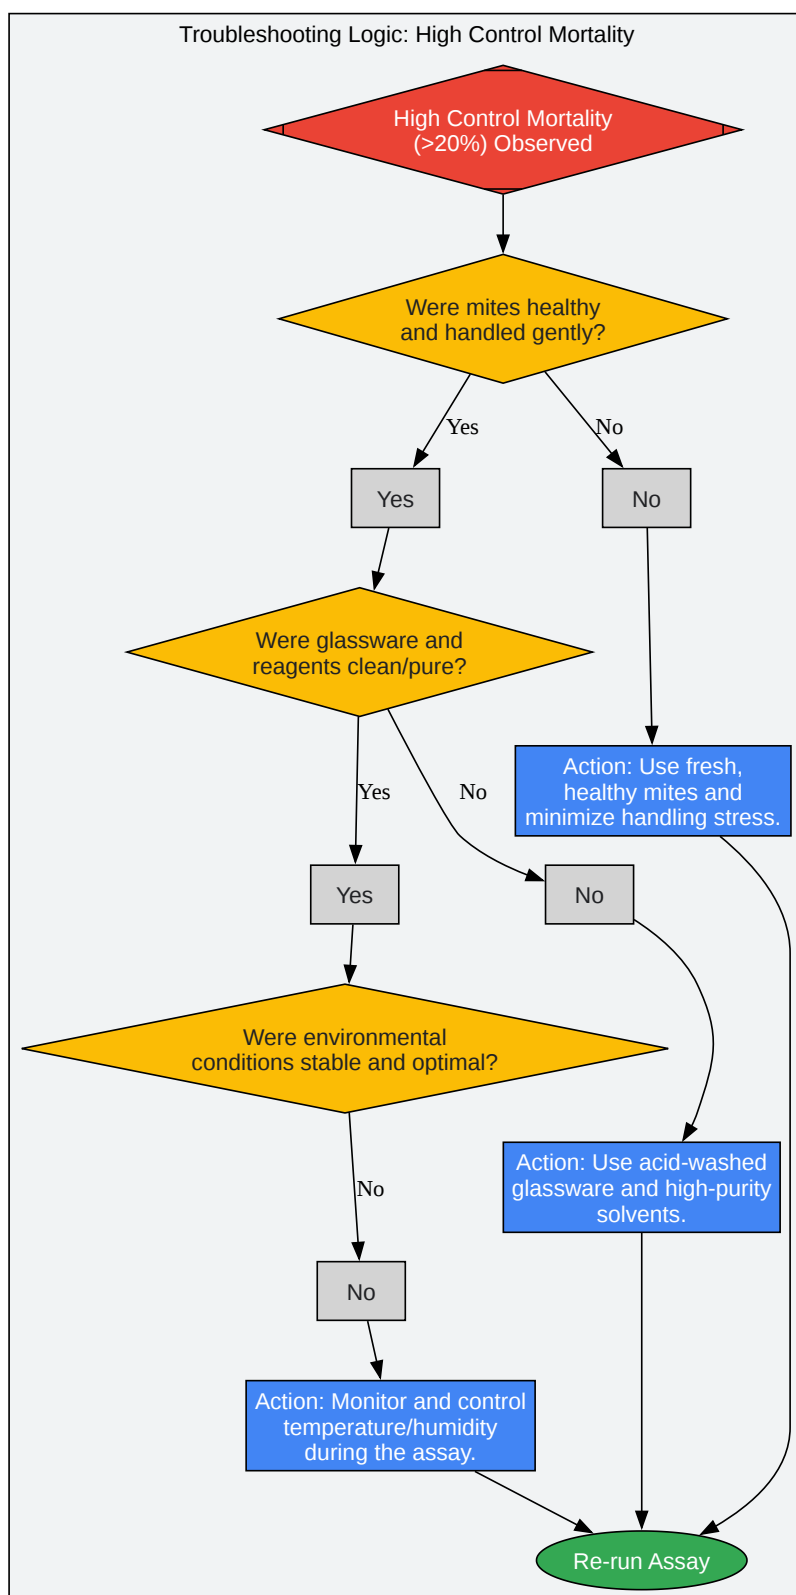 Troubleshooting Logic: High Control Mortality
High Control Mortality
(>20%) Observed
Were mites healthy
and handled gently?
Yes
No
Yes
No
Were glassware and
reagents clean/pure?
Action: Use fresh,
healthy mites and
minimize handling stress.
Yes
No
Yes
No
Were environmental
conditions stable and optimal?
Action: Use acid-washed
glassware and high-purity
solvents.
No
No
Action: Monitor and control
temperature/humidity
during the assay.
Re-run Assay